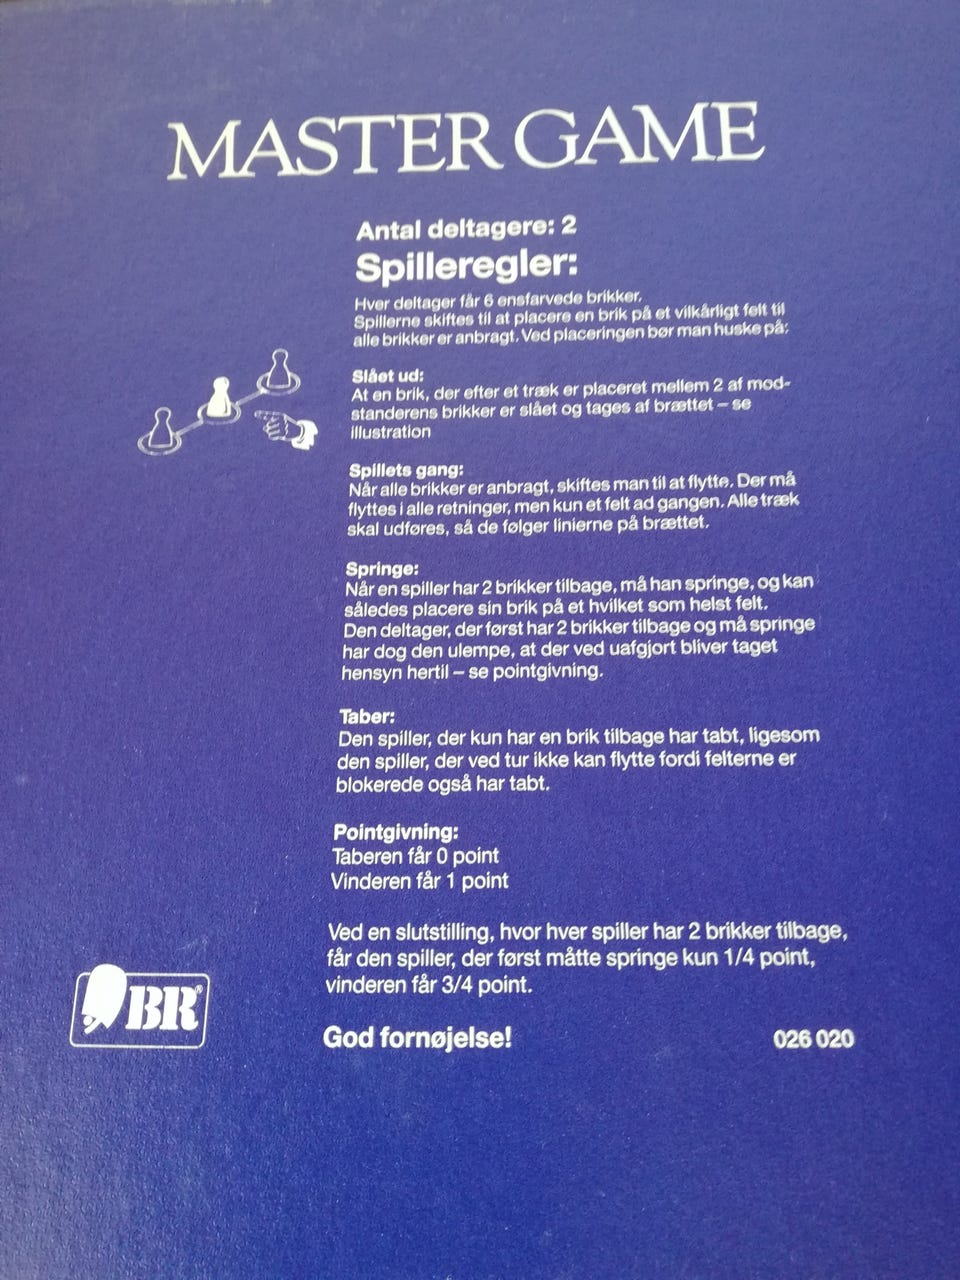 MASTER GAME
Antal deltagere: 2
Spilleregler:
Hver deltager får 6 ensfarvede brikker.
Spillerne skiftes til at placere en brik på et vilkårligt felt til
alle brikker er anbragt. Ved placeringen bør man huske på:
Slået ud:
At en brik, der efter et træk er placeret mellem 2 af mod-
standerens brikker er slået og tages af brættet – se
illustration
Spillets gang:
Når alle brikker er anbragt, skiftes man til at flytte. Der må
flyttes i alle retninger, men kun et felt ad gangen. Alle træk
skal udføres, så de følger linierne på brættet.
Springe:
Når en spiller har 2 brikker tilbage, må han springe, og kan
således placere sin brik på et hvilket som helst felt.
Den deltager, der først har 2 brikker tilbage og må springe
har dog den ulempe, at der ved uafgjort bliver taget
hensyn hertil – se pointgivning.
Taber:
Den spiller, der kun har en brik tilbage har tabt, ligesom
den spiller, der ved tur ikke kan flytte fordi felterne er
blokerede også har tabt.
Pointgivning:
Taberen får 0 point
Vinderen får 1 point
Ved en slutstilling, hvor hver spiller har 2 brikker tilbage,
får den spiller, der først måtte springe kun 1/4 point,
vinderen får 3/4 point.
BR®
God fornøjelse!
026 020